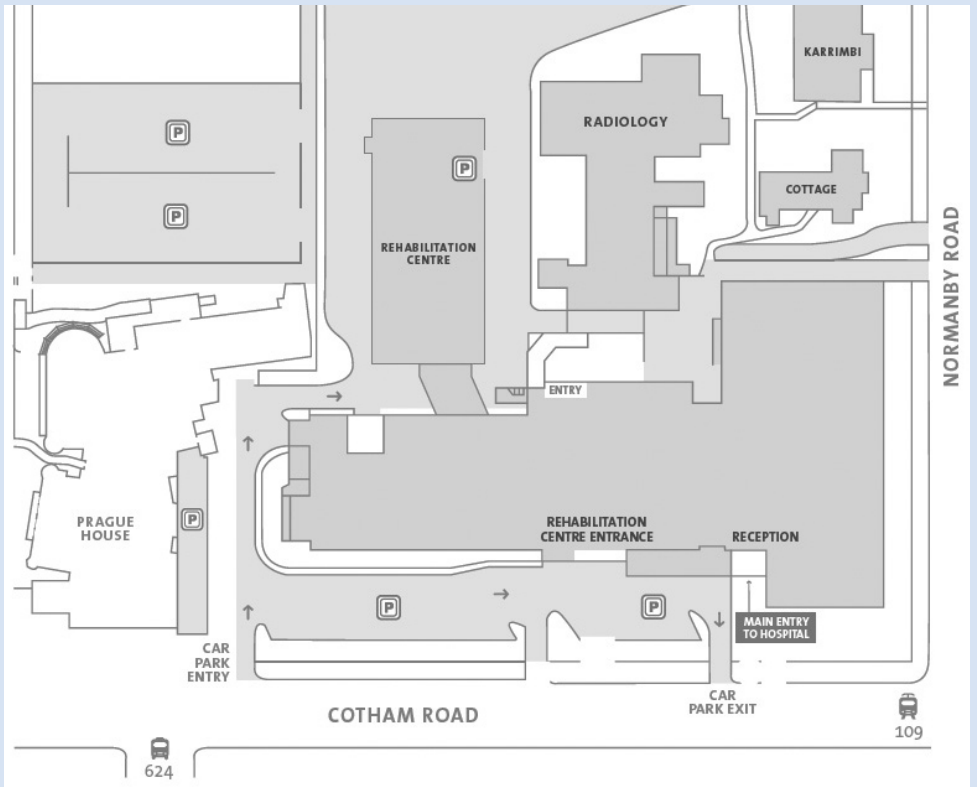 KARRIMBI
RADIOLOGY
P
P
P
COTTAGE
REHABILITATION
CENTRE
NORMANBY ROAD
ENTRY
P
PRAGUE
HOUSE
REHABILITATION
CENTRE ENTRANCE
RECEPTION
P
P
MAIN ENTRY
TO HOSPITAL
CAR
PARK
ENTRY
CAR
PARK EXIT
COTHAM ROAD
109
624